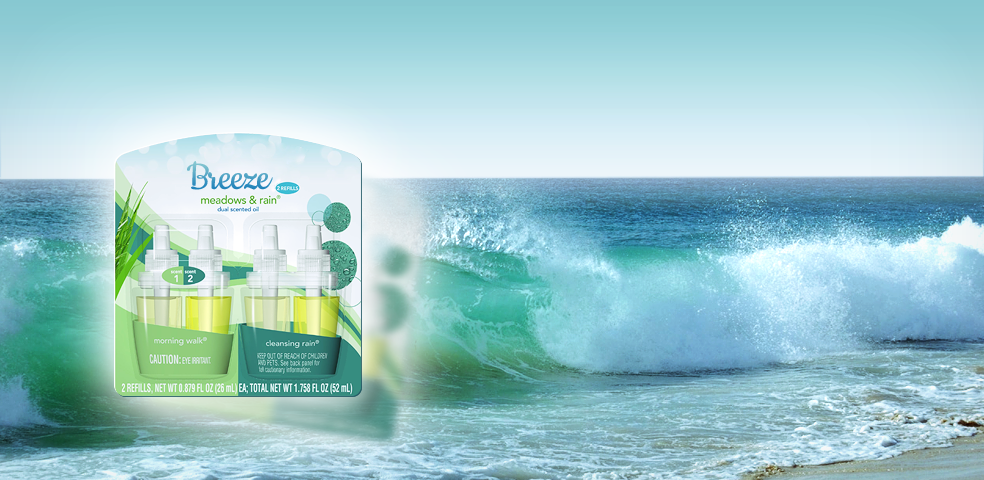 Breeze
2 REFILLS
meadows & rain®
dual scented oil
scent 1
scent 2
morning walk®
cleansing rain®
CAUTION: EYE IRRITANT
KEEP OUT OF REACH OF CHILDREN
AND PETS. See back panel for
full cautionary information.
2 REFILLS, NET WT 0.879 FL OZ (26 mL) EA; TOTAL NET WT 1.758 FL OZ (52 mL)